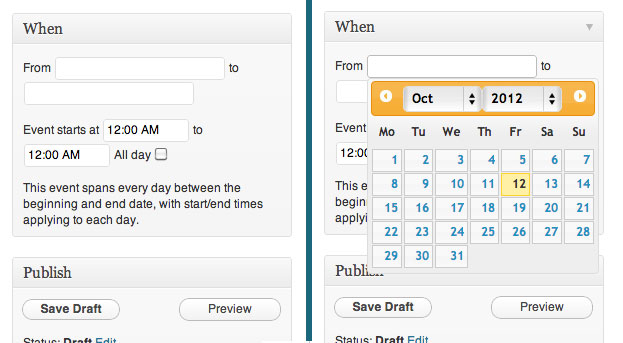 When
From to
Event starts at 12:00 AM to
12:00 AM All day
This event spans every day between the
beginning and end date, with start/end times
applying to each day.
Publish
Save Draft Preview
Status: Draft Edit
When
From to
Oct 2012
Mo Tu We Th Fr Sa Su
1 2 3 4 5 6 7
8 9 10 11 12 13 14
15 16 17 18 19 20 21
22 23 24 25 26 27 28
29 30 31
Even
12:00
This e
begin
applyi
Publish
Save Draft Preview
Status: Draft Edit